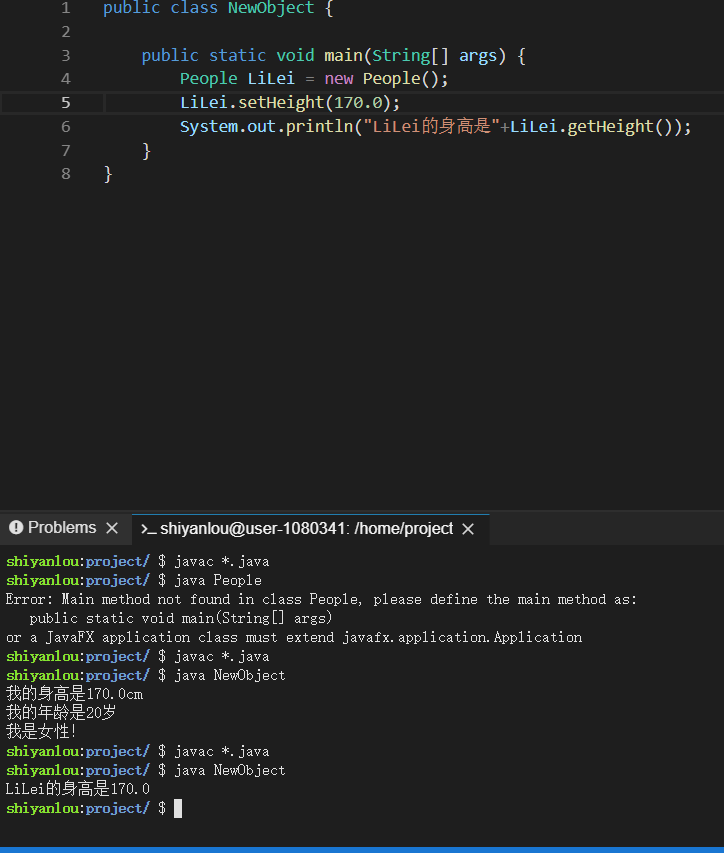 1 public class NewObject {
2
3 public static void main(String[] args) {
4 People LiLei = new People();
5 LiLei.setHeight(170.0);
6 System.out.println("LiLei的身高是"+LiLei.getHeight());
7 }
8 }
Problems × >_ shiyanlou@user-1080341: /home/project ×
shiyanlou:project/ $ javac *.java
shiyanlou:project/ $ java People
Error: Main method not found in class People, please define the main method as:
public static void main(String[] args)
or a JavaFX application class must extend javafx.application.Application
shiyanlou:project/ $ javac *.java
shiyanlou:project/ $ java NewObject
我的身高是170.0cm
我的年龄是20岁
我是女性!
shiyanlou:project/ $ javac *.java
shiyanlou:project/ $ java NewObject
LiLei的身高是170.0
shiyanlou:project/ $